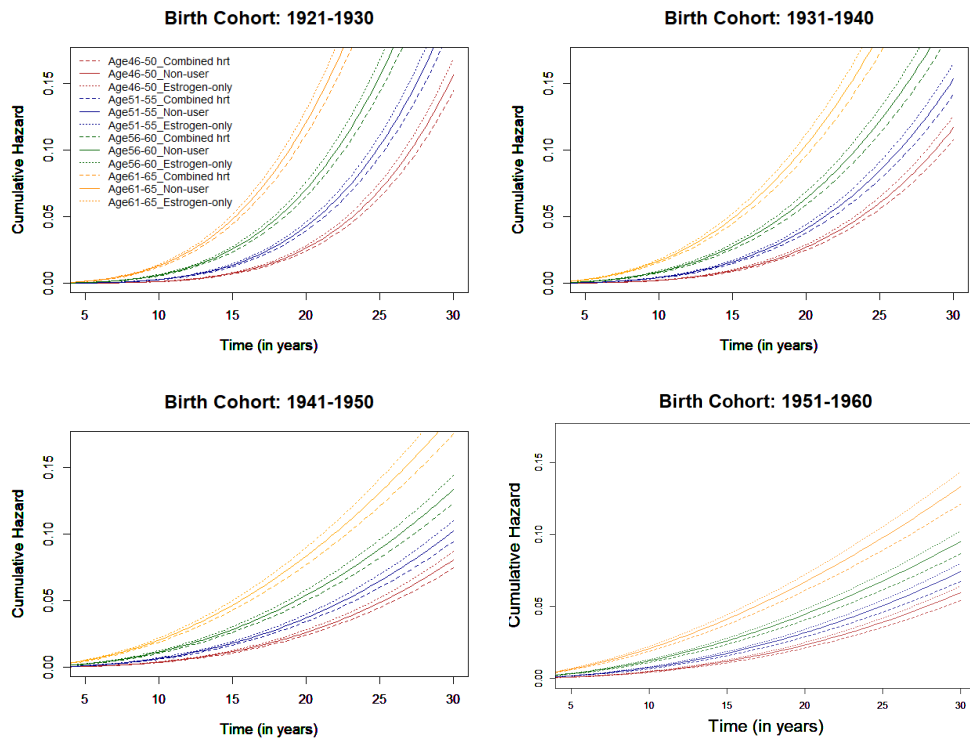 Birth Cohort: 1921-1930
Cumulative Hazard
0.15
0.10
0.05
0.00
Age46-50_Combined hrt
Age46-50_Non-user
Age46-50_Estrogen-only
Age51-55_Combined hrt
Age51-55_Non-user
Age51-55_Estrogen-only
Age56-60_Combined hrt
Age56-60_Non-user
Age56-60_Estrogen-only
Age61-65_Combined hrt
Age61-65_Non-user
Age61-65_Estrogen-only
5 10 15 20 25 30
Time (in years)
Birth Cohort: 1931-1940
Cumulative Hazard
0.15
0.10
0.05
0.00
5 10 15 20 25 30
Time (in years)
Birth Cohort: 1941-1950
Cumulative Hazard
0.15
0.10
0.05
0.00
5 10 15 20 25 30
Time (in years)
Birth Cohort: 1951-1960
Cumulative Hazard
0.15
0.10
0.05
0.00
5 10 15 20 25 30
Time (in years)